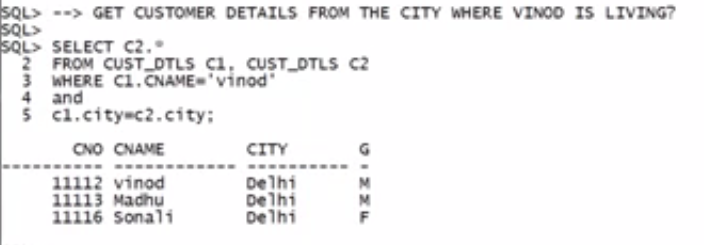 SQL> --> GET CUSTOMER DETAILS FROM THE CITY WHERE VINOD IS LIVING?
SQL>
SQL> SELECT C2.*
2 FROM CUST_DTLS C1, CUST_DTLS C2
3 WHERE C1.CNAME='vinod'
4 and
5 c1.city=c2.city;
CNO CNAME CITY G
---------- ------------- ---------- -
11112 vinod Delhi M
11113 Madhu Delhi M
11116 Sonali Delhi F